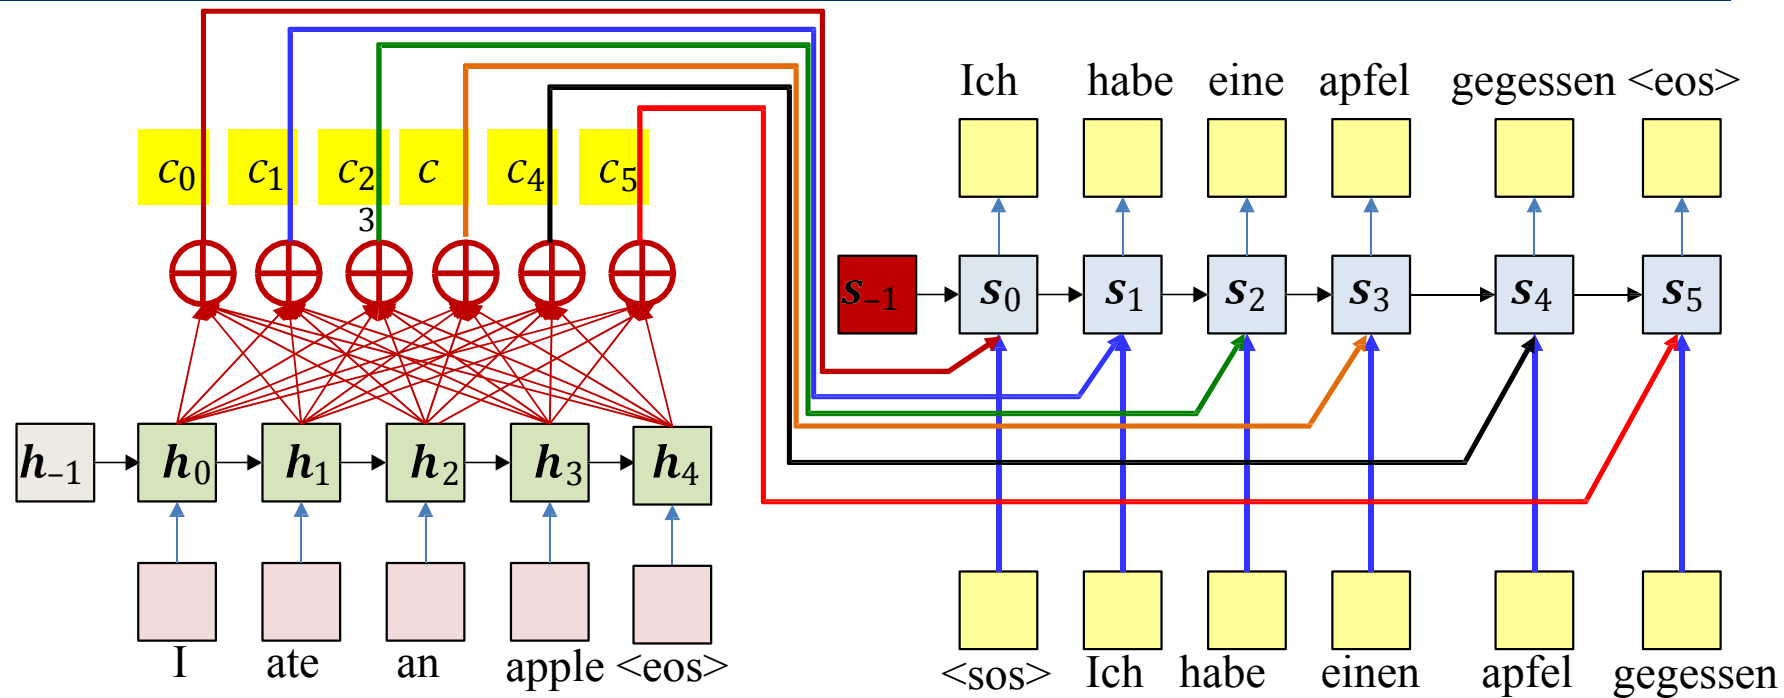 Ich habe eine apfel gegessen <eos>
c₀ c₁ c₂ c c₄ c₅
3
s₋₁ s₀ s₁ s₂ s₃ s₄ s₅
h₋₁ h₀ h₁ h₂ h₃ h₄
I ate an apple <eos>
<sos> Ich habe einen apfel gegessen